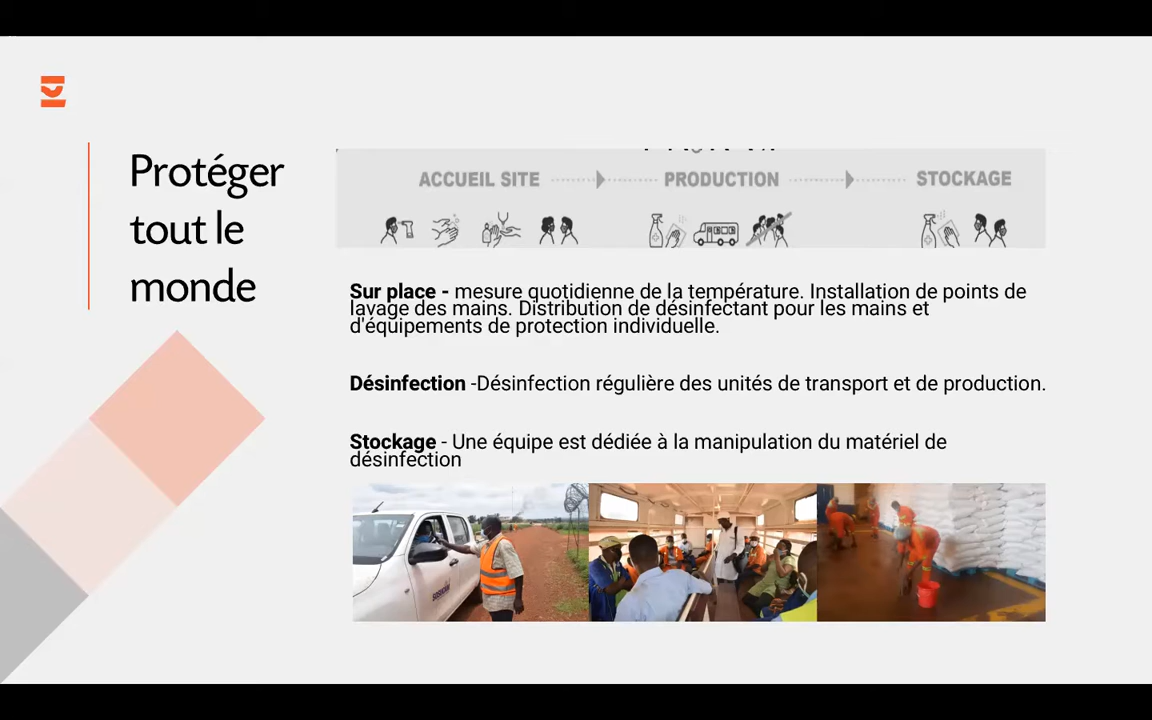 Protéger
tout le
monde
ACCUEIL SITE
PRODUCTION
STOCKAGE
Sur place - mesure quotidienne de la température. Installation de points de
lavage des mains. Distribution de désinfectant pour les mains et
d'équipements de protection individuelle.
Désinfection -Désinfection régulière des unités de transport et de production.
Stockage - Une équipe est dédiée à la manipulation du matériel de
désinfection